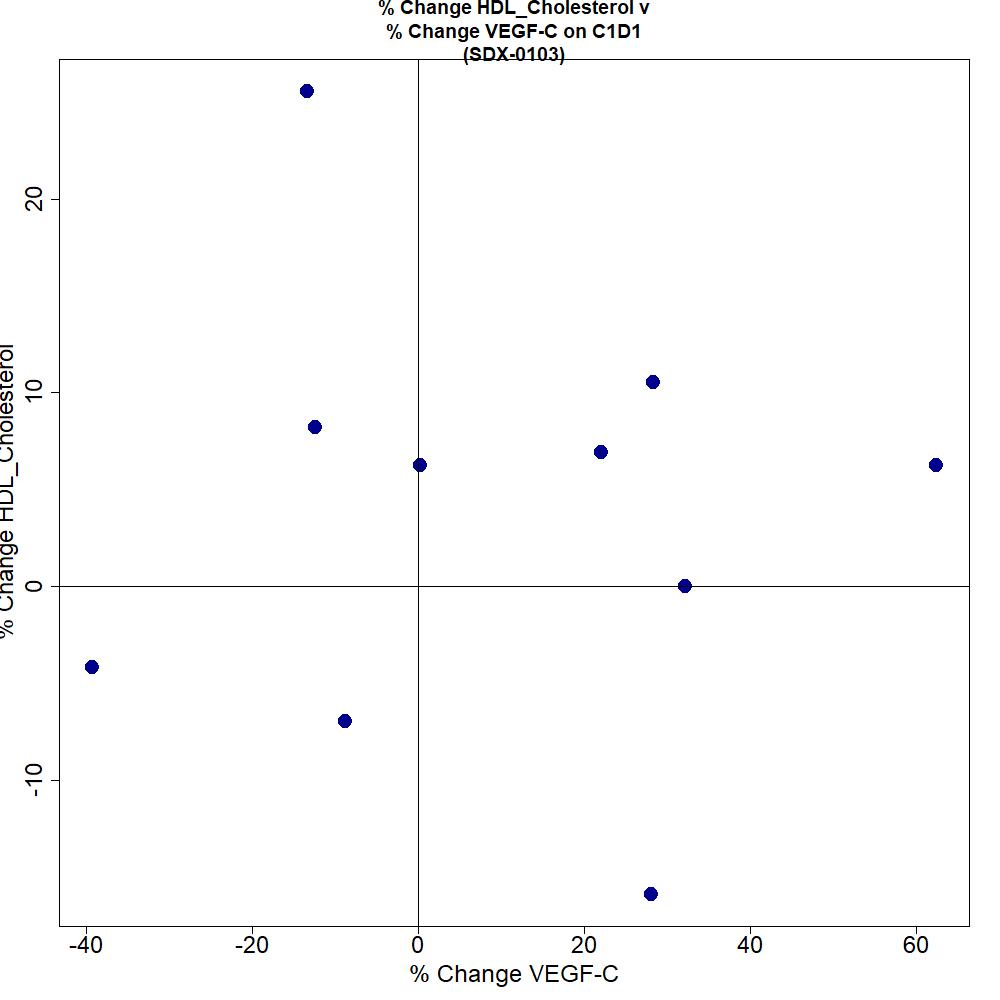 % Change HDL_Cholesterol v
% Change VEGF-C on C1D1
(SDX-0103)
% Change HDL_Cholesterol
20
10
0
-10
-40
-20
0
20
40
60
% Change VEGF-C